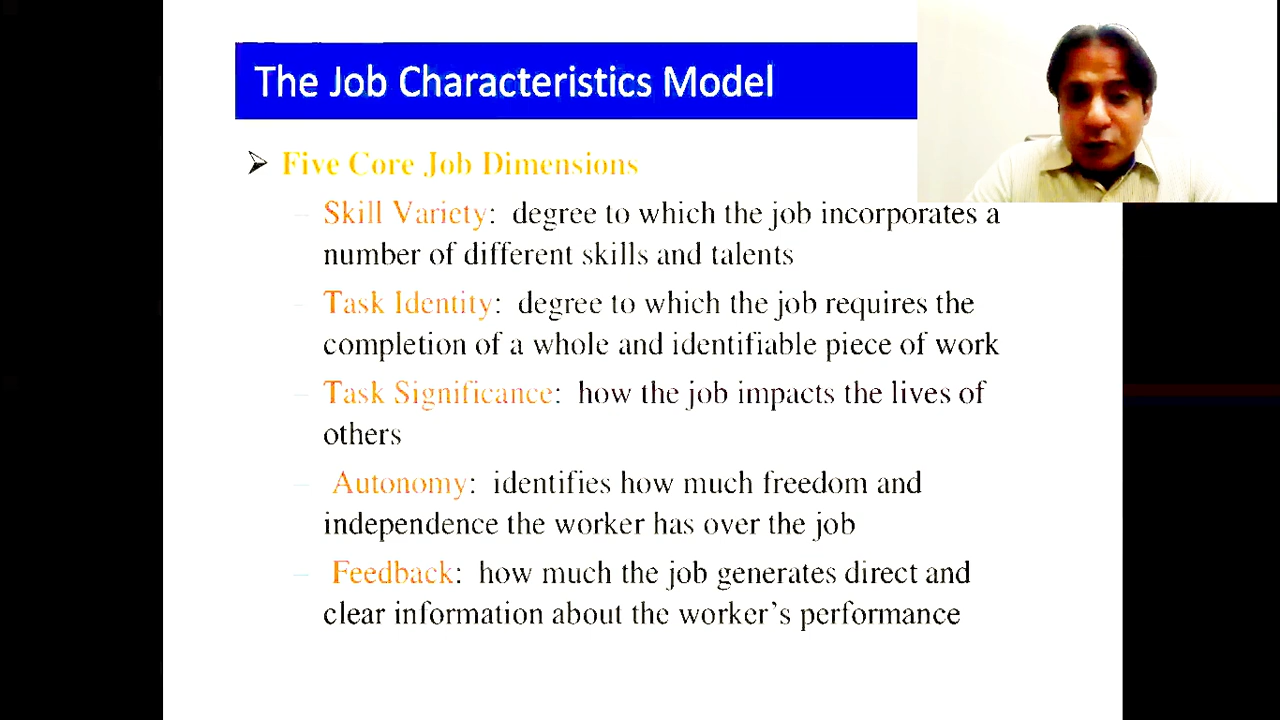 The Job Characteristics Model
➢ Five Core Job Dimensions
– Skill Variety: degree to which the job incorporates a
number of different skills and talents
– Task Identity: degree to which the job requires the
completion of a whole and identifiable piece of work
– Task Significance: how the job impacts the lives of
others
– Autonomy: identifies how much freedom and
independence the worker has over the job
– Feedback: how much the job generates direct and
clear information about the worker's performance